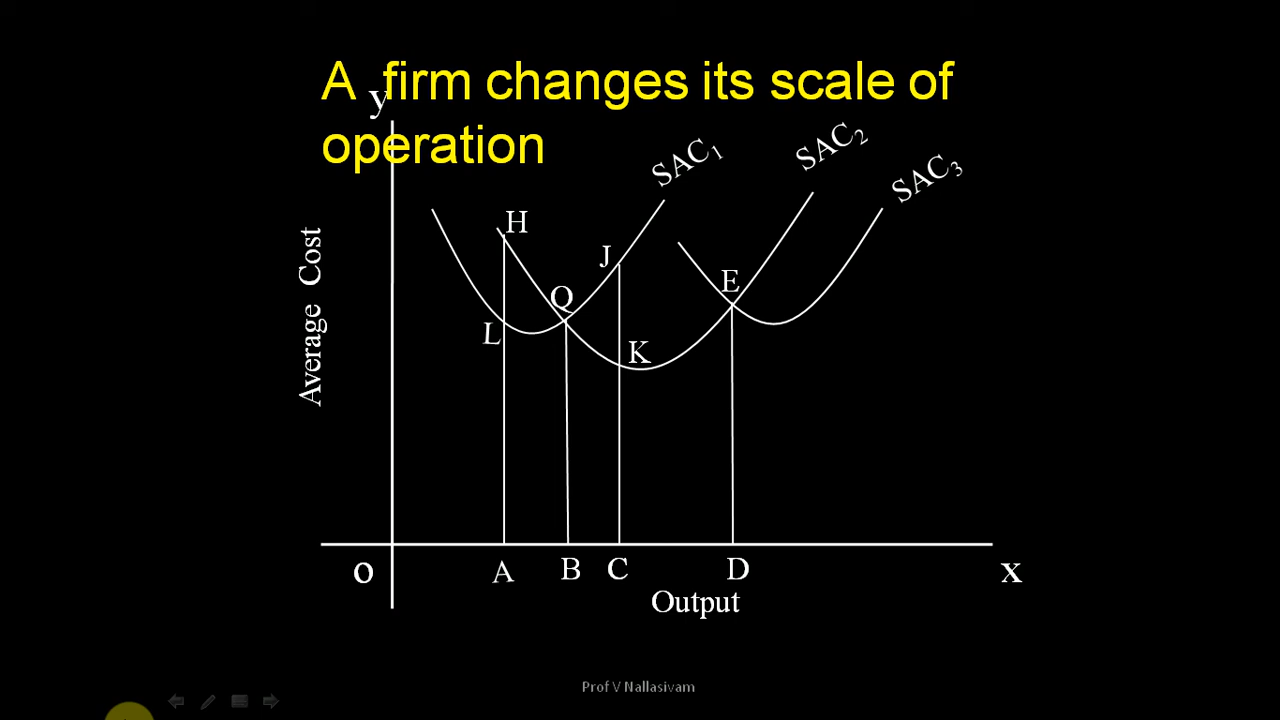 A firm changes its scale of
operation
y
SAC₁
SAC₂
SAC₃
Average Cost
H
J
Q
E
L
K
O
A
B
C
D
X
Output
Prof V Nallasivam